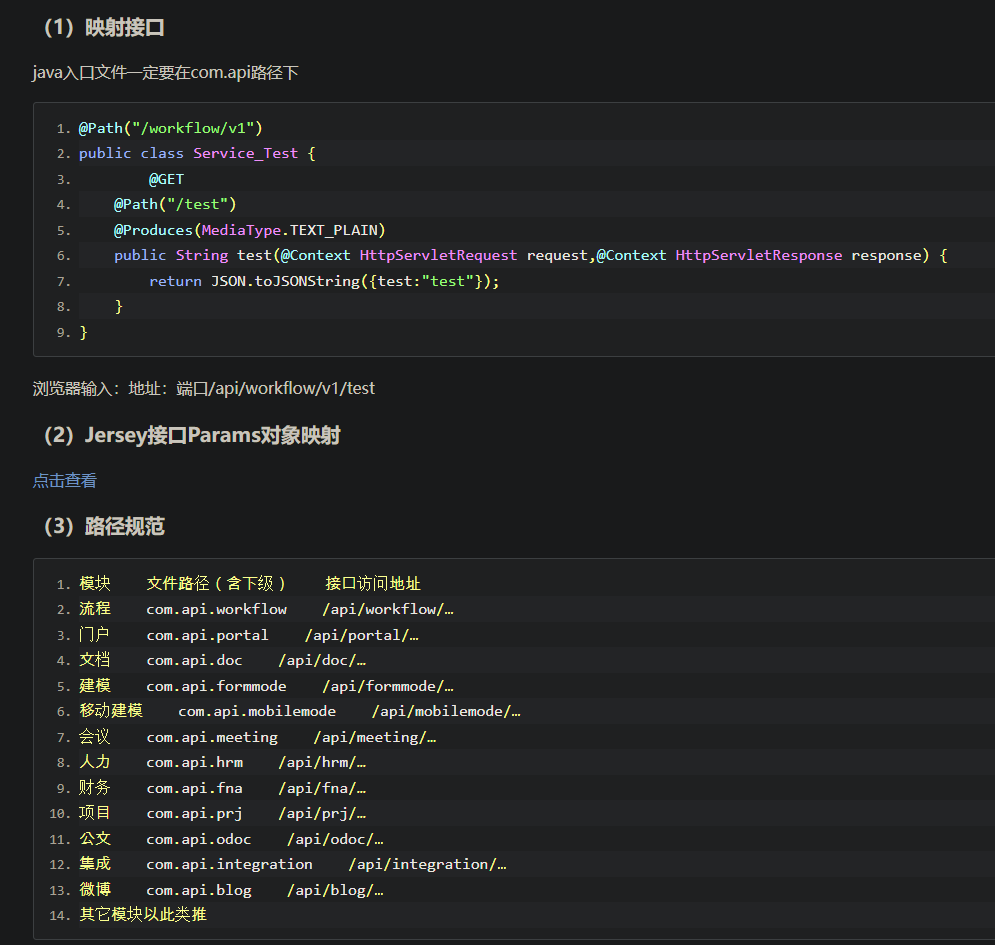 （1）映射接口
java入口文件一定要在com.api路径下
1. @Path("/workflow/v1")
2. public class Service_Test {
3.         @GET
4.     @Path("/test")
5.     @Produces(MediaType.TEXT_PLAIN)
6.     public String test(@Context HttpServletRequest request,@Context HttpServletResponse response) {
7.         return JSON.toJSONString({test:"test"});
8.     }
9. }
浏览器输入：地址：端口/api/workflow/v1/test
（2）Jersey接口Params对象映射
点击查看
（3）路径规范
1. 模块    文件路径（含下级）    接口访问地址
2. 流程    com.api.workflow    /api/workflow/…
3. 门户    com.api.portal    /api/portal/…
4. 文档    com.api.doc    /api/doc/…
5. 建模    com.api.formmode    /api/formmode/…
6. 移动建模    com.api.mobilemode    /api/mobilemode/…
7. 会议    com.api.meeting    /api/meeting/…
8. 人力    com.api.hrm    /api/hrm/…
9. 财务    com.api.fna    /api/fna/…
10. 项目    com.api.prj    /api/prj/…
11. 公文    com.api.odoc    /api/odoc/…
12. 集成    com.api.integration    /api/integration/…
13. 微博    com.api.blog    /api/blog/…
14. 其它模块以此类推